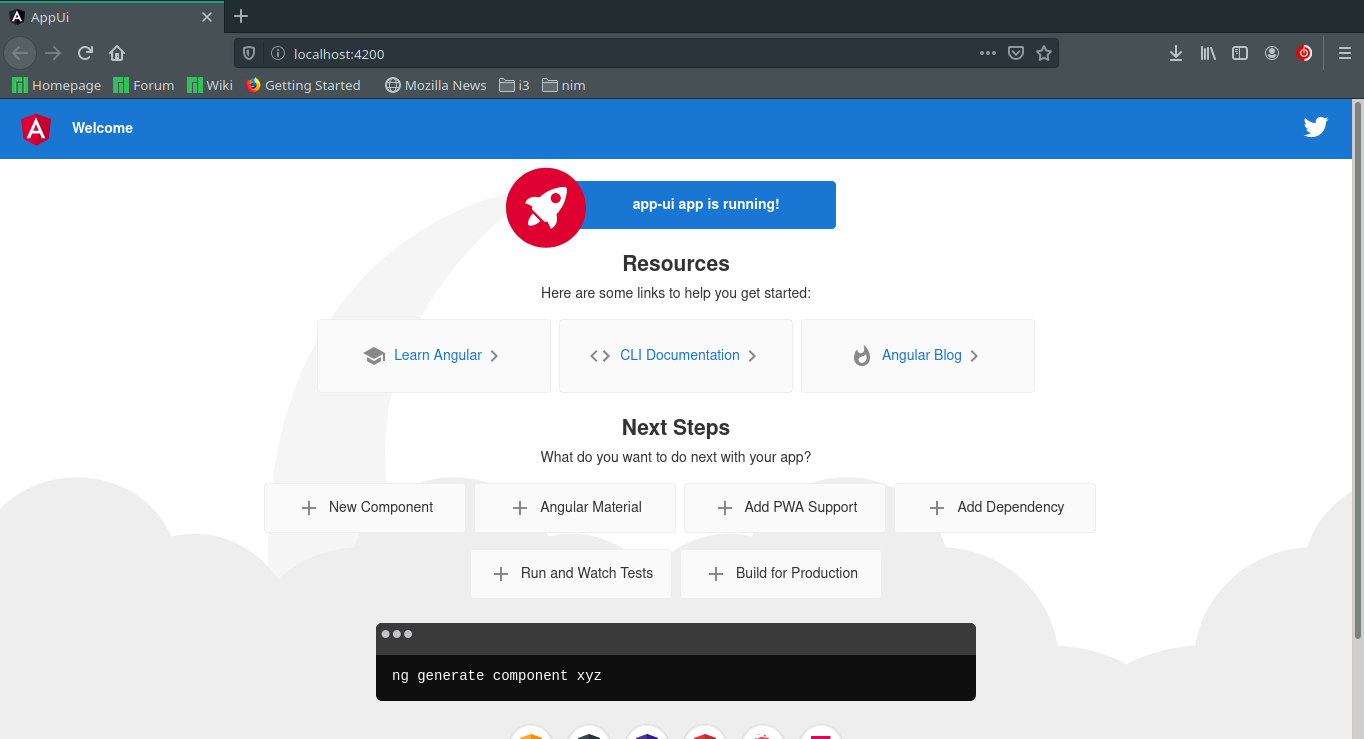 AppUi
localhost:4200
Homepage Forum Wiki Getting Started Mozilla News i3 nim
Welcome
app-ui app is running!
Resources
Here are some links to help you get started:
Learn Angular CLI Documentation Angular Blog
Next Steps
What do you want to do next with your app?
New Component Angular Material Add PWA Support Add Dependency
Run and Watch Tests Build for Production
ng generate component xyz